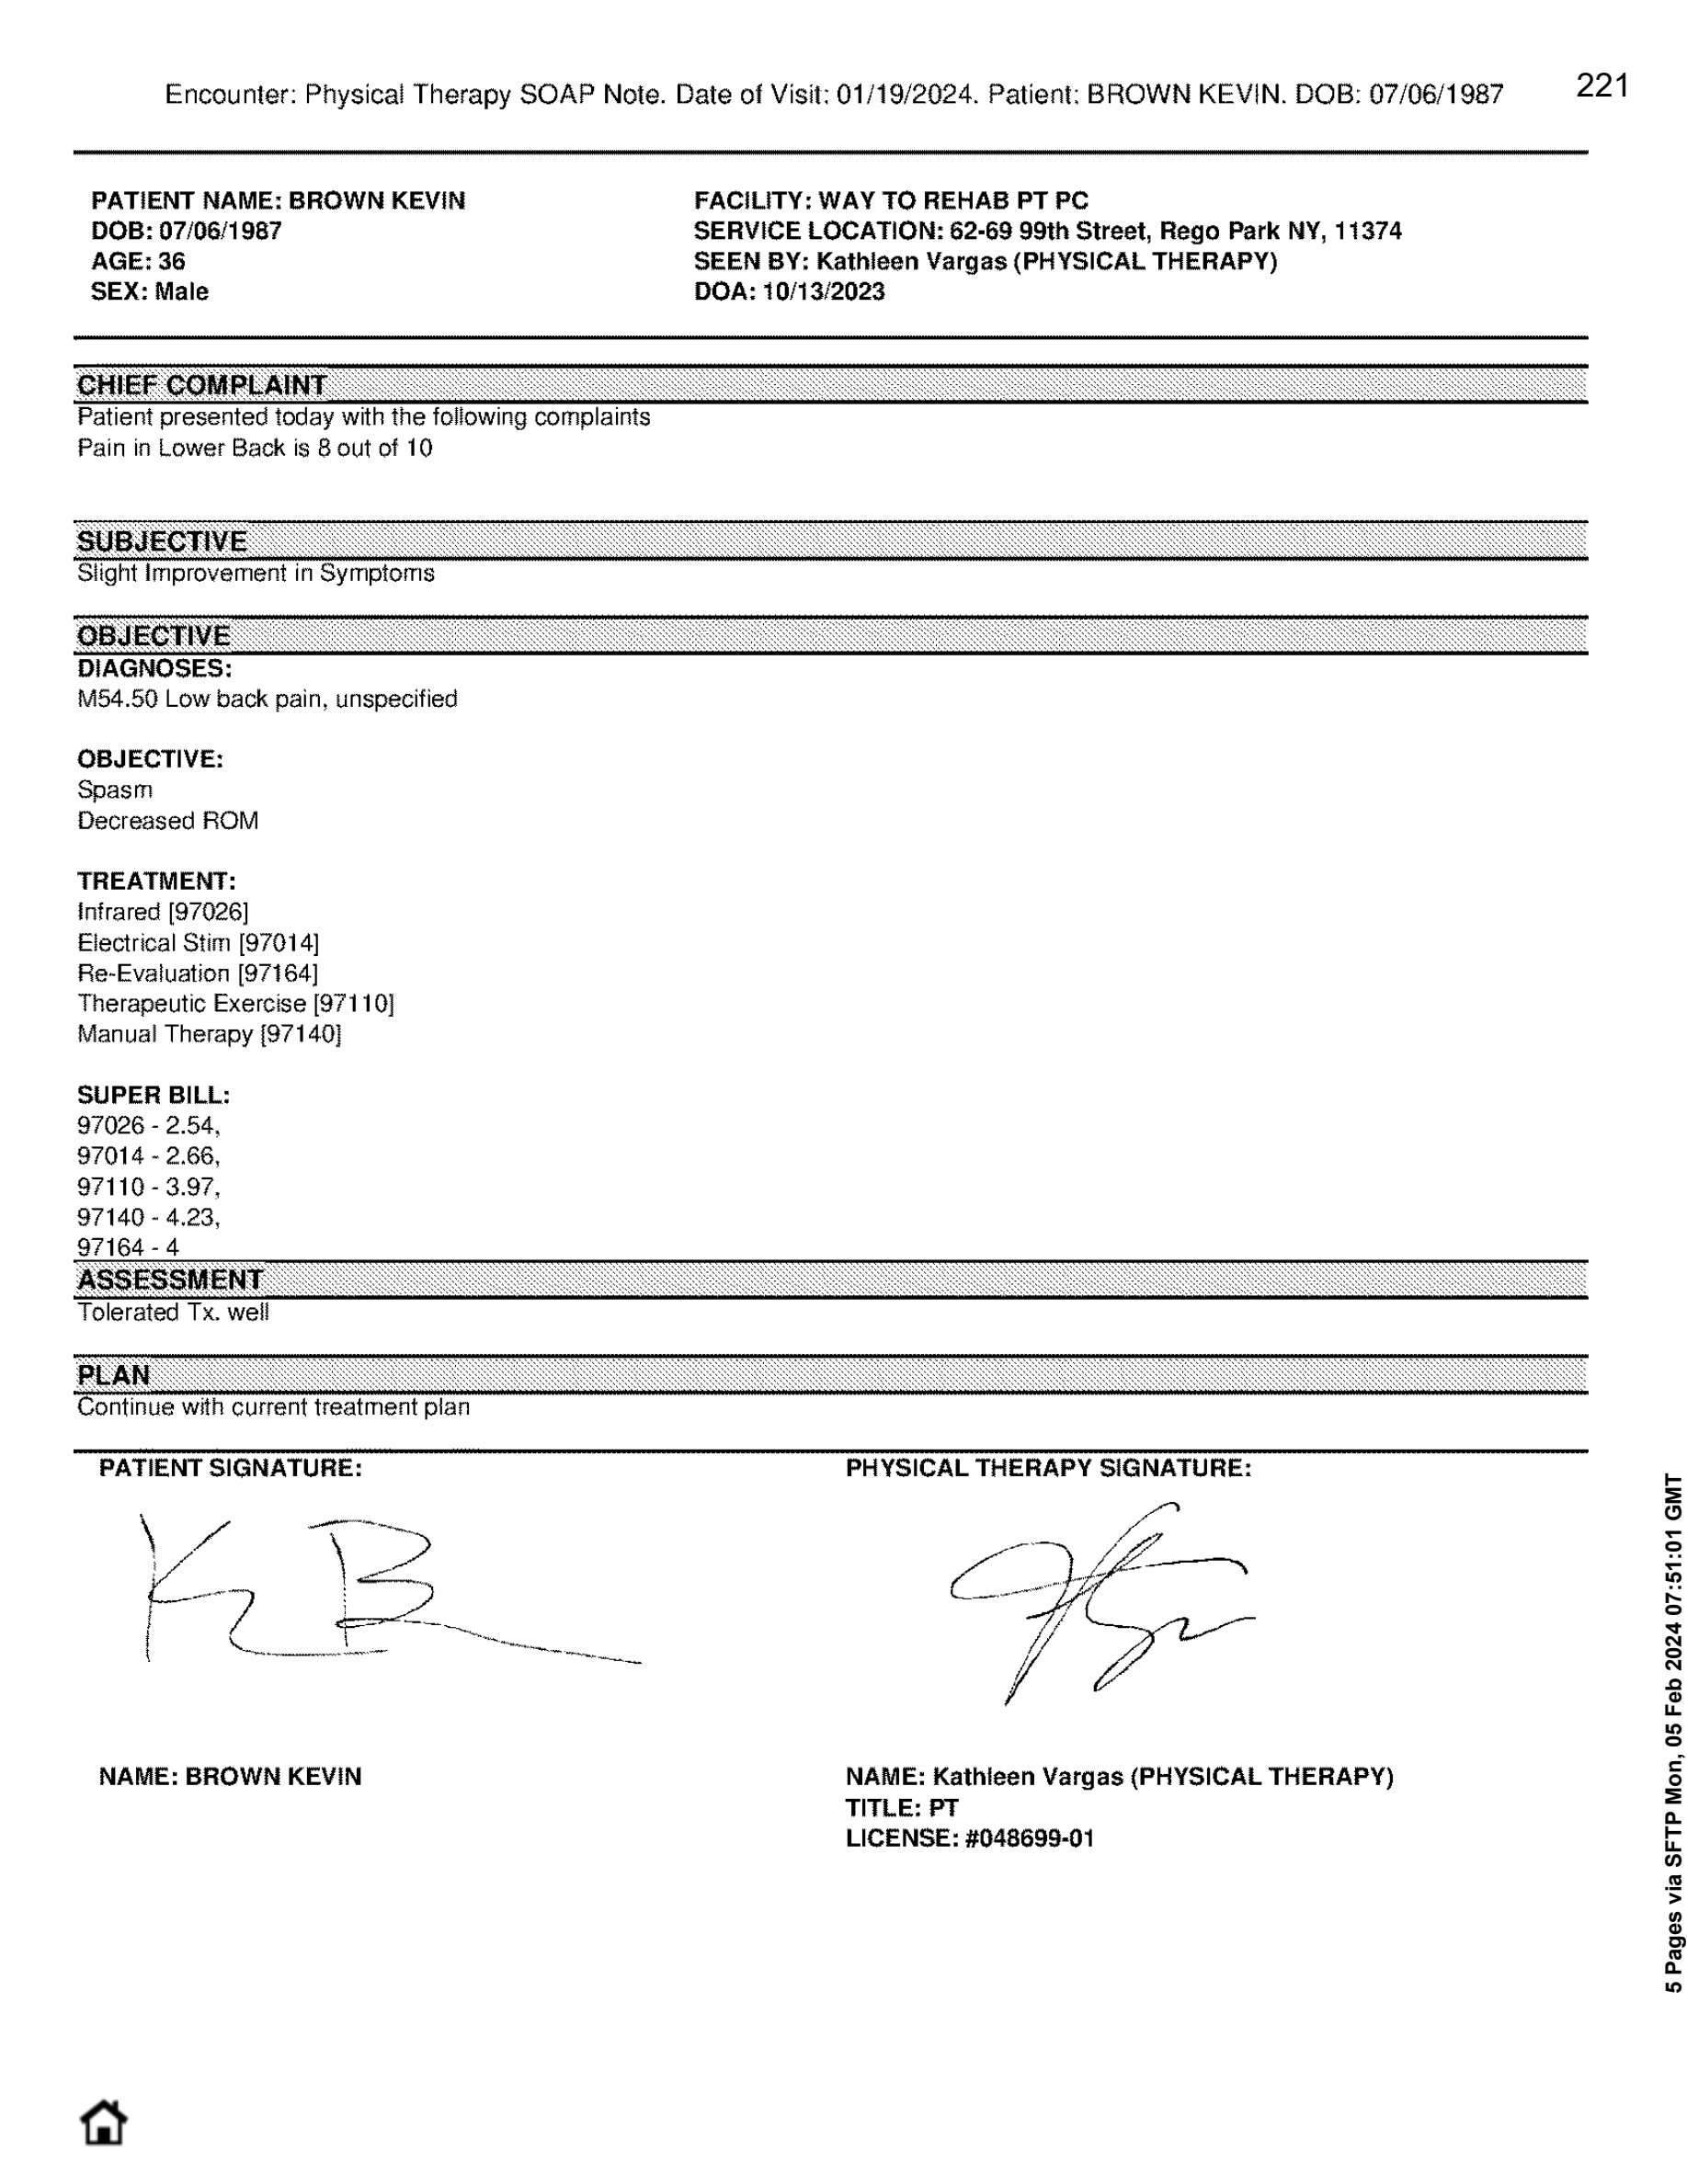 Encounter: Physical Therapy SOAP Note. Date of Visit: 01/19/2024. Patient: BROWN KEVIN. DOB: 07/06/1987
221
PATIENT NAME: BROWN KEVIN
DOB: 07/06/1987
AGE: 36
SEX: Male
FACILITY: WAY TO REHAB PT PC
SERVICE LOCATION: 62-69 99th Street, Rego Park NY, 11374
SEEN BY: Kathleen Vargas (PHYSICAL THERAPY)
DOA: 10/13/2023
CHIEF COMPLAINT
Patient presented today with the following complaints
Pain in Lower Back is 8 out of 10
SUBJECTIVE
Slight Improvement in Symptoms
OBJECTIVE
DIAGNOSES:
M54.50 Low back pain, unspecified
OBJECTIVE:
Spasm
Decreased ROM
TREATMENT:
Infrared [97026]
Electrical Stim [97014]
Re-Evaluation [97164]
Therapeutic Exercise [97110]
Manual Therapy [97140]
SUPER BILL:
97026 - 2.54,
97014 - 2.66,
97110 - 3.97,
97140 - 4.23,
97164 - 4
ASSESSMENT
Tolerated Tx. well
PLAN
Continue with current treatment plan
PATIENT SIGNATURE:
K B
NAME: BROWN KEVIN
PHYSICAL THERAPY SIGNATURE:
NAME: Kathleen Vargas (PHYSICAL THERAPY)
TITLE: PT
LICENSE: #048699-01
5 Pages via SFTP Mon, 05 Feb 2024 07:51:01 GMT